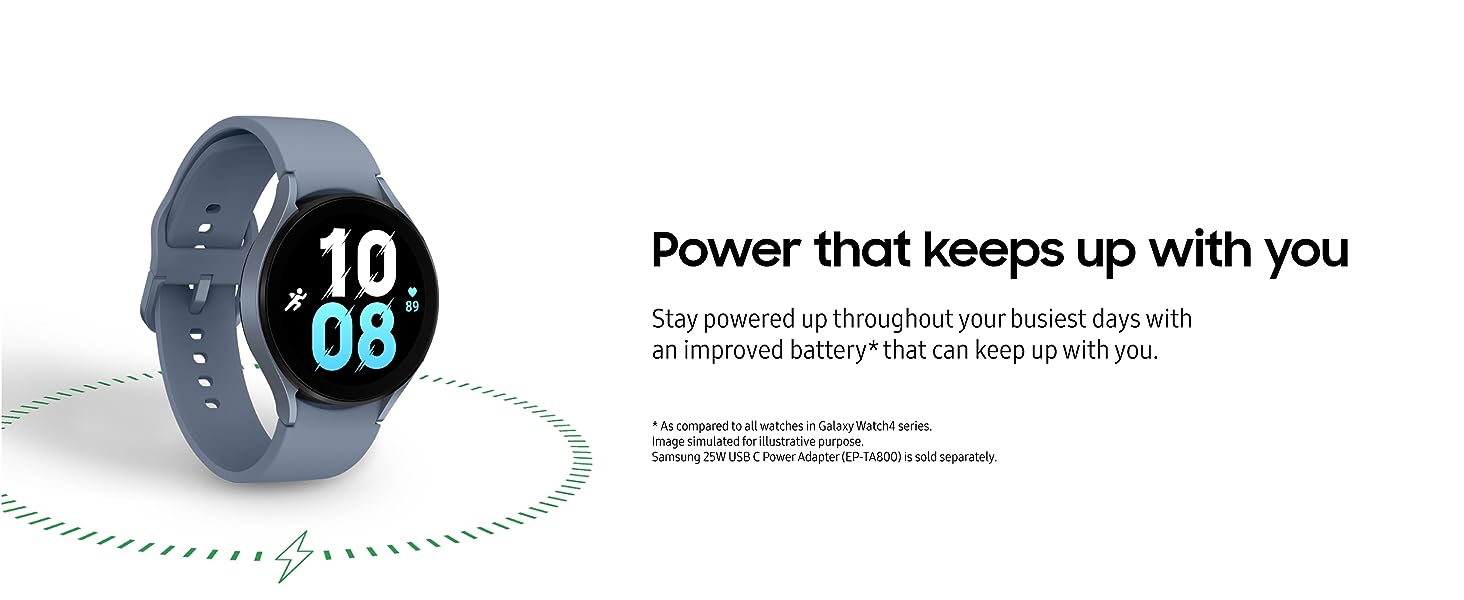 10
08
89
Power that keeps up with you
Stay powered up throughout your busiest days with
an improved battery* that can keep up with you.
* As compared to all watches in Galaxy Watch4 series.
Image simulated for illustrative purpose.
Samsung 25W USB C Power Adapter (EP-TA800) is sold separately.